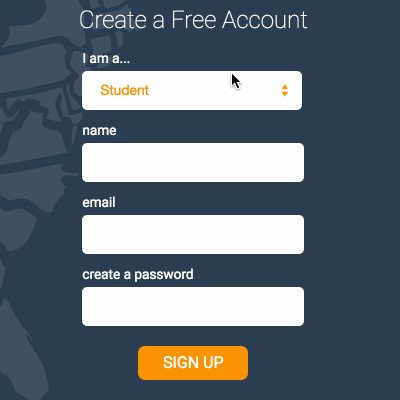 Create a Free Account
I am a...
Student
name
email
create a password
SIGN UP